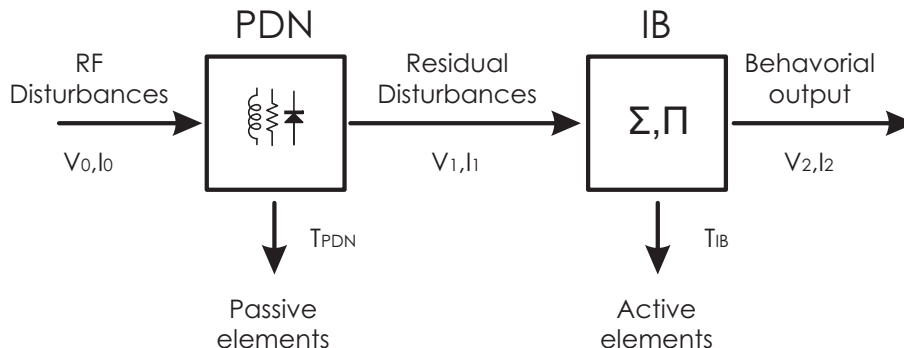 PDN
IB
RF
Disturbances
Residual
Disturbances
Behavorial
output
Σ,Π
V0,I0
V1,I1
V2,I2
TPDN
TIB
Passive
elements
Active
elements